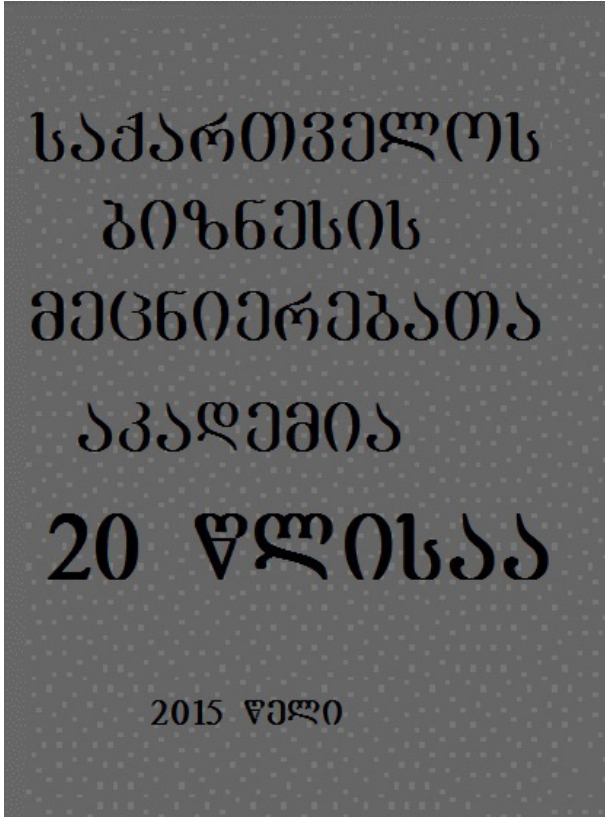 საქართველოს
ბიზნესის
მეცნიერებათა
აკადემია
20 წლისაა
2015 წელი